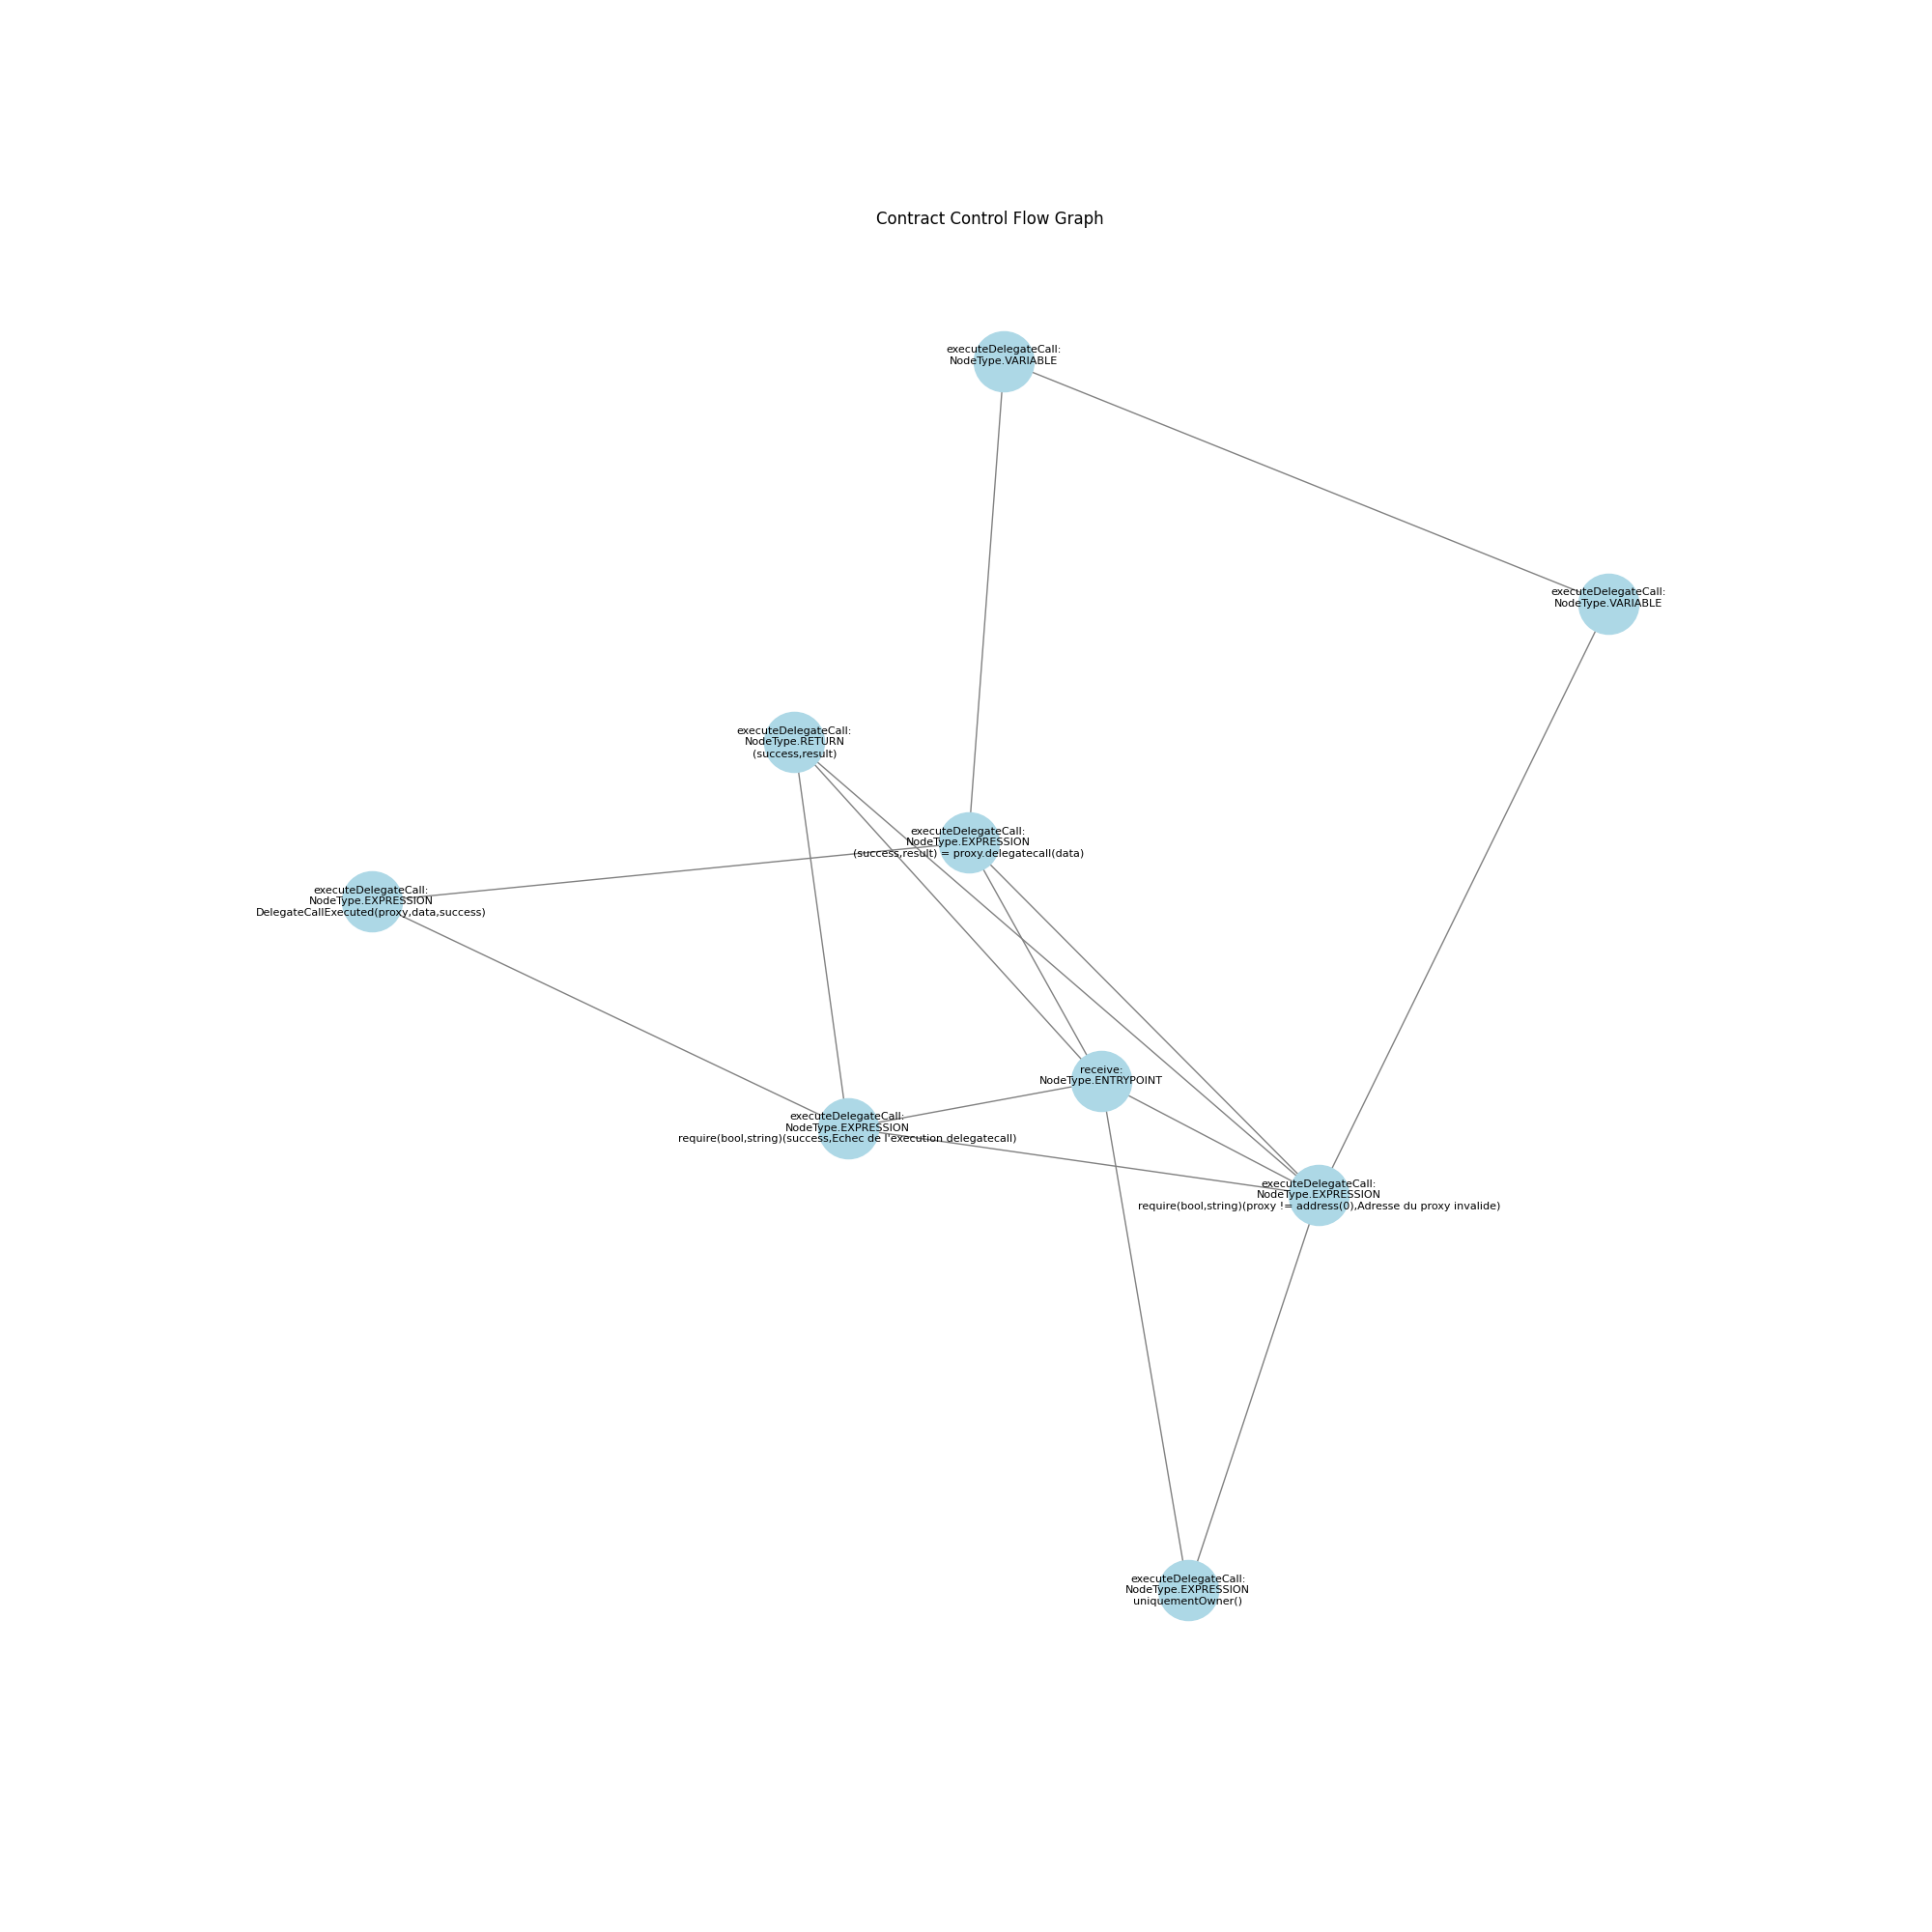 Contract Control Flow Graph
executeDelegateCall:
NodeType.VARIABLE
executeDelegateCall:
NodeType.VARIABLE
executeDelegateCall:
NodeType.RETURN
(success,result)
executeDelegateCall:
NodeType.EXPRESSION
(success,result) = proxy.delegatecall(data)
executeDelegateCall:
NodeType.EXPRESSION
DelegateCallExecuted(proxy,data,success)
receive:
NodeType.ENTRYPOINT
executeDelegateCall:
NodeType.EXPRESSION
require(bool,string)(success,Echec de l'execution delegatecall)
executeDelegateCall:
NodeType.EXPRESSION
require(bool,string)(proxy != address(0),Adresse du proxy invalide)
executeDelegateCall:
NodeType.EXPRESSION
uniquementOwner()